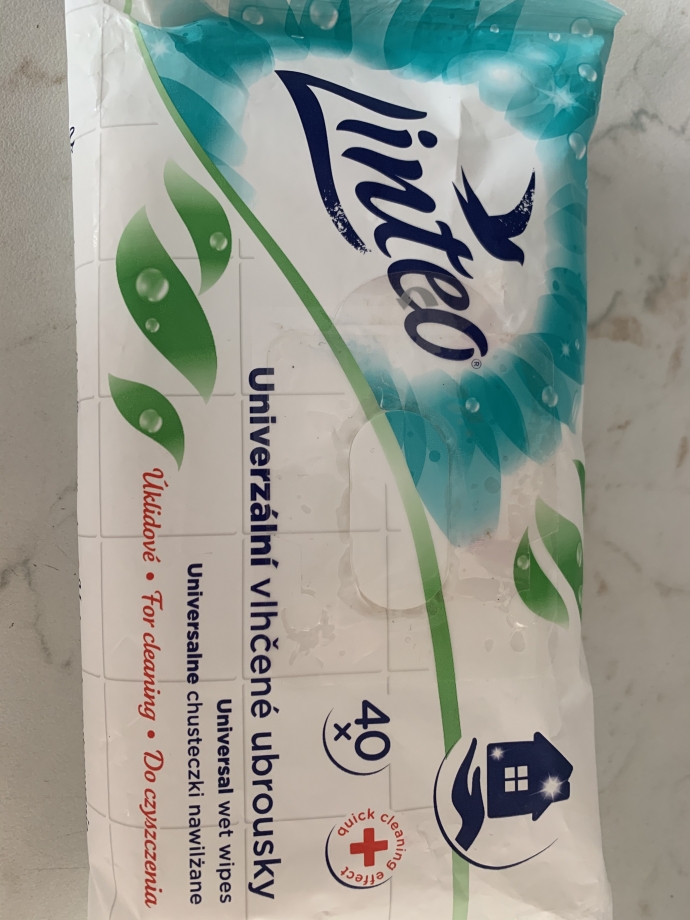 Linteo®
Univerzální vlhčené ubrousky
Universal wet wipes
Universalne chusteczki nawilżane
Úklidové • For cleaning • Do czyszczenia
40
x
quick cleaning effect